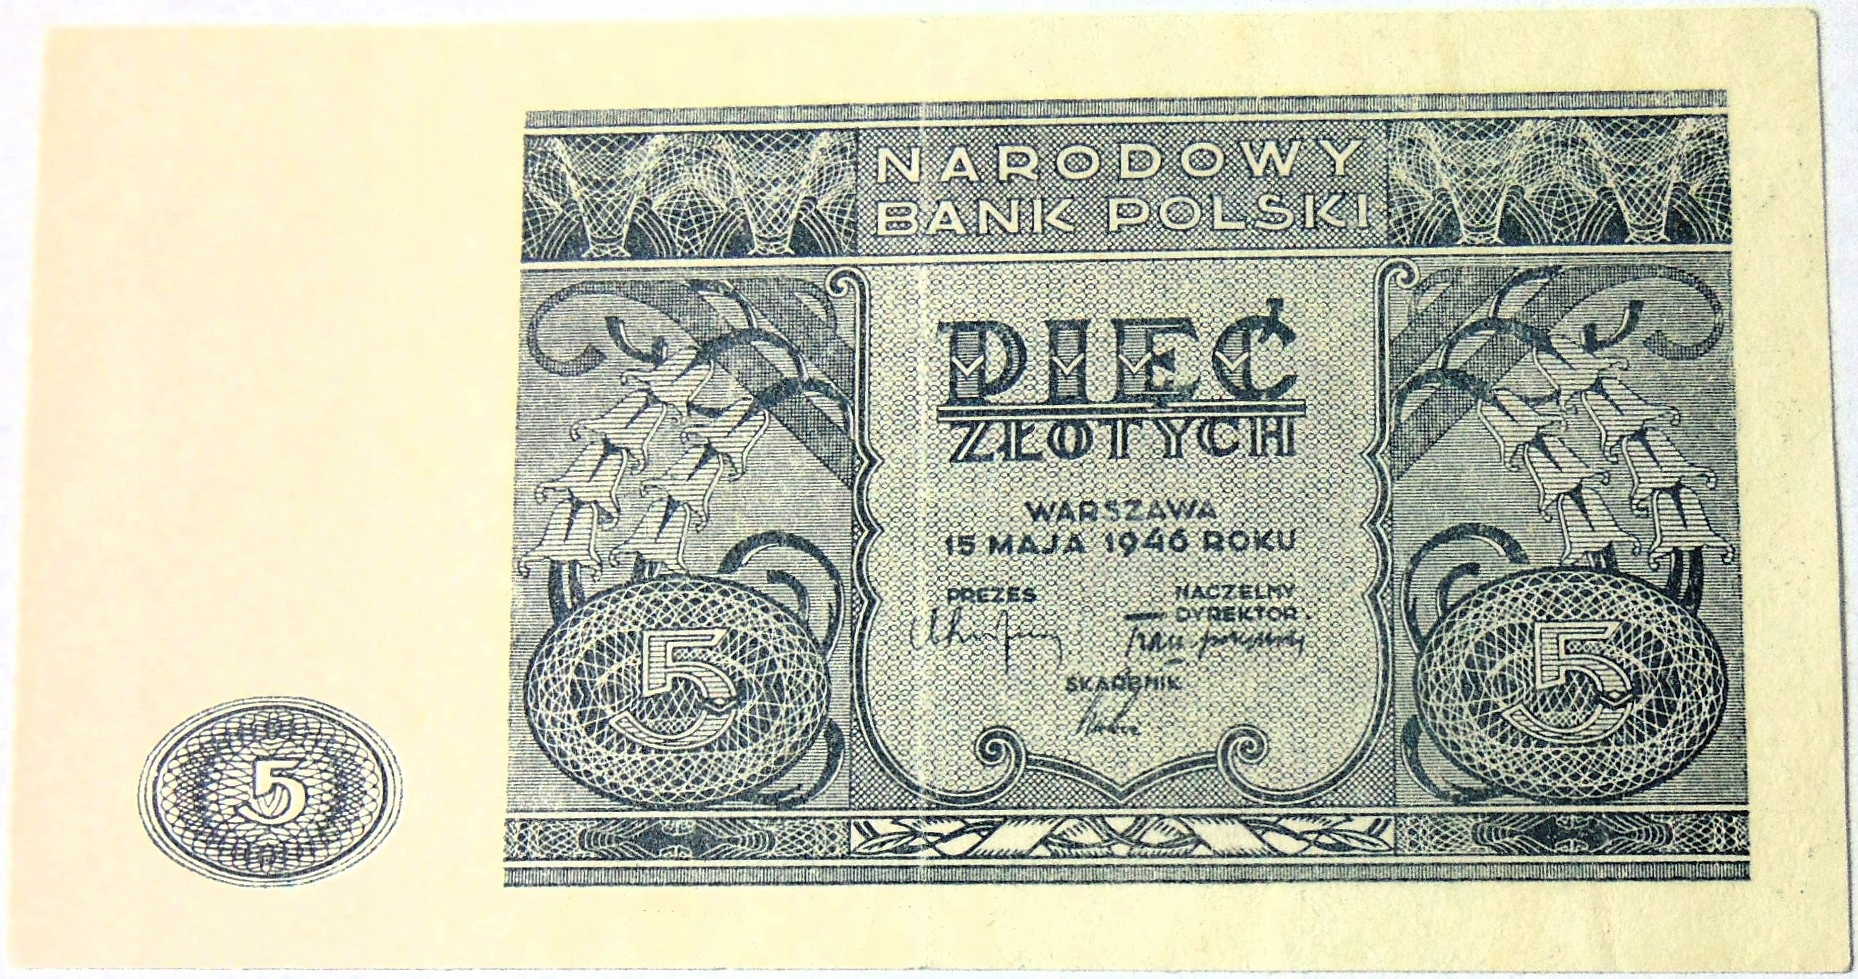 NARODOWY
BANK POLSKI
PIĘĆ
ZŁOTYCH
WARSZAWA
15 MAJA 1946 ROKU
PREZES
NACZELNY
DYREKTOR
SKARBNIK
5
5
5